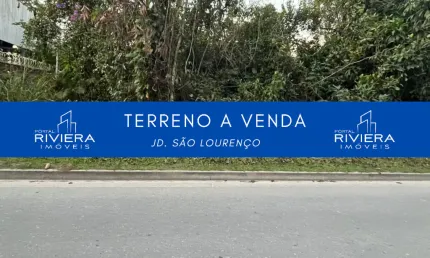 TERRENO A VENDA
JD. SÃO LOURENÇO
PORTAL
RIVIERA
IMÓVEIS
PORTAL
RIVIERA
IMÓVEIS